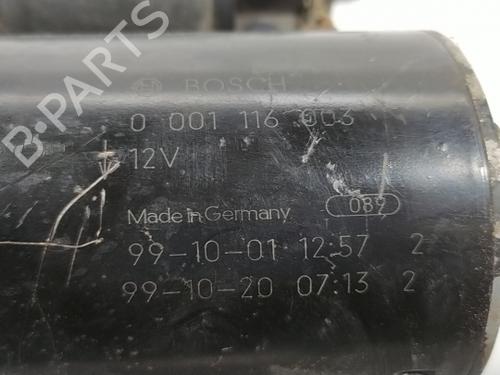 BOSCH
0 001 116 003
12V
Made in Germany
089
99-10-01 12:57 2
99-10-20 07:13 2
B-PARTS